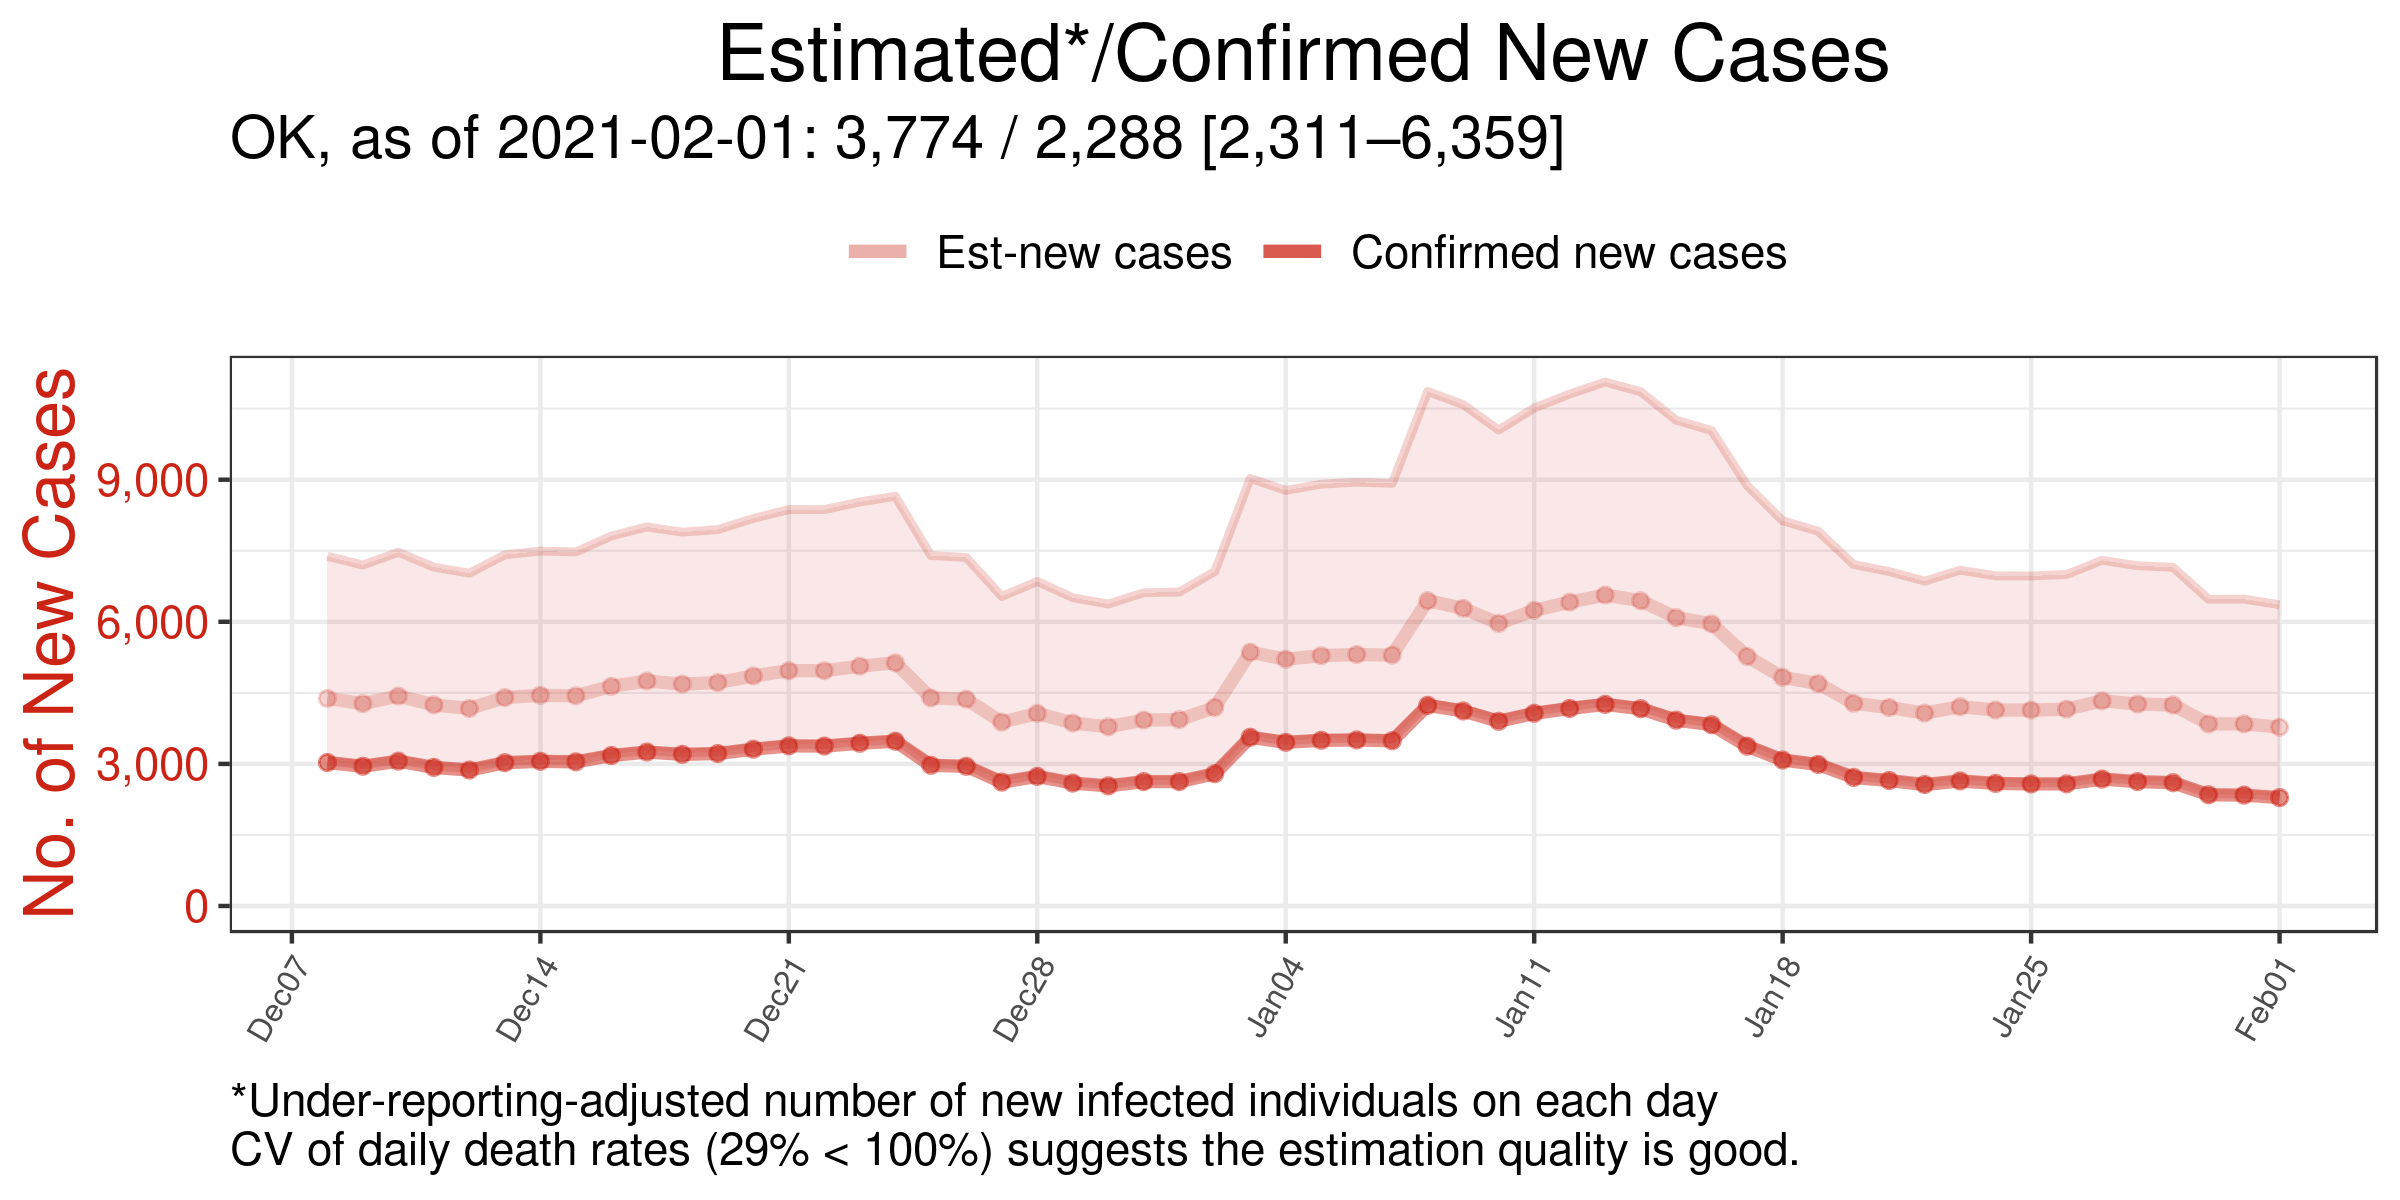 Estimated*/Confirmed New Cases
OK, as of 2021-02-01: 3,774 / 2,288 [2,311–6,359]
Est-new cases Confirmed new cases
No. of New Cases
9,000
6,000
3,000
0
Dec07 Dec14 Dec21 Dec28 Jan04 Jan11 Jan18 Jan25 Feb01
*Under-reporting-adjusted number of new infected individuals on each day
CV of daily death rates (29% < 100%) suggests the estimation quality is good.